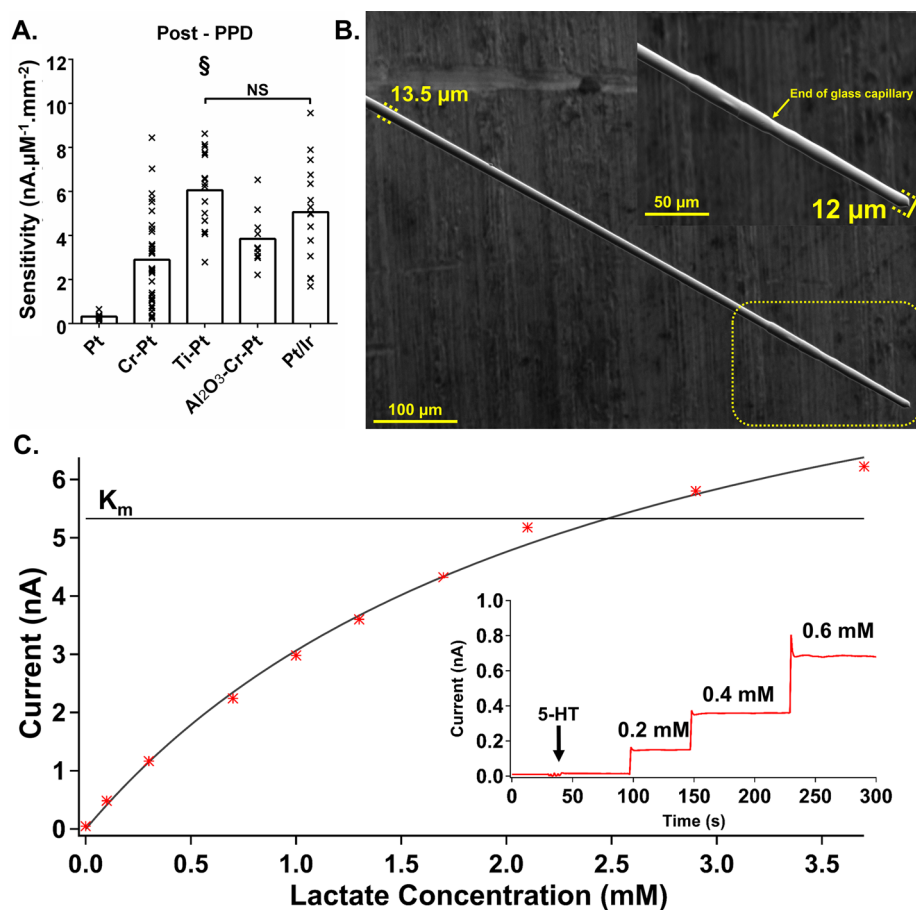 A.
Post - PPD
§
NS
12
10
8
6
4
2
0
Sensitivity (nA.µM⁻¹.mm⁻²)
Pt
Cr-Pt
Ti-Pt
Al₂O₃-Cr-Pt
Pt/Ir
B.
13.5 µm
End of glass capillary
50 µm
12 µm
100 µm
C.
Kₘ
6
5
4
3
2
1
0
Current (nA)
0.0 0.5 1.0 1.5 2.0 2.5 3.0 3.5
Lactate Concentration (mM)
1.0
0.8
0.6
0.4
0.2
0.0
Current (nA)
5-HT
0.2 mM
0.4 mM
0.6 mM
0 50 100 150 200 250 300
Time (s)